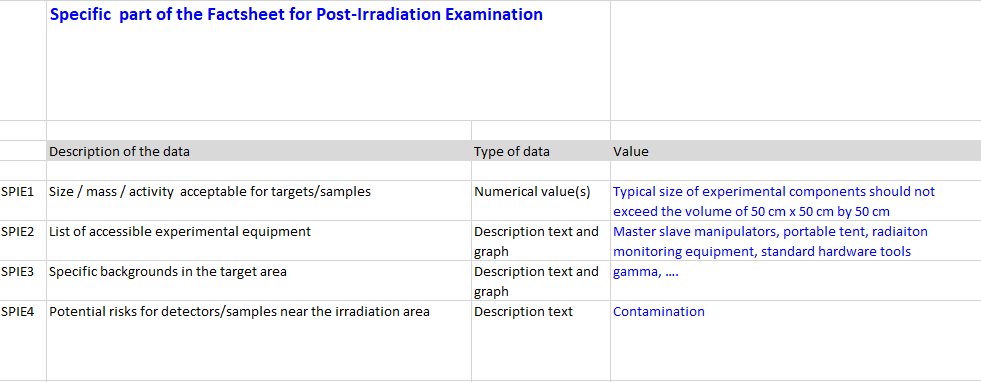 Specific  part of the Factsheet for Post-Irradiation Examination
Description of the data Type of data Value
SPIE1 Size / mass / activity  acceptable for targets/samples Numerical value(s) Typical size of experimental components should not
exceed the volume of 50 cm x 50 cm by 50 cm
SPIE2 List of accessible experimental equipment Description text and Master slave manipulators, portable tent, radiaiton
graph monitoring equipment, standard hardware tools
SPIE3 Specific backgrounds in the target area Description text and gamma, ....
graph
SPIE4 Potential risks for detectors/samples near the irradiation area Description text Contamination